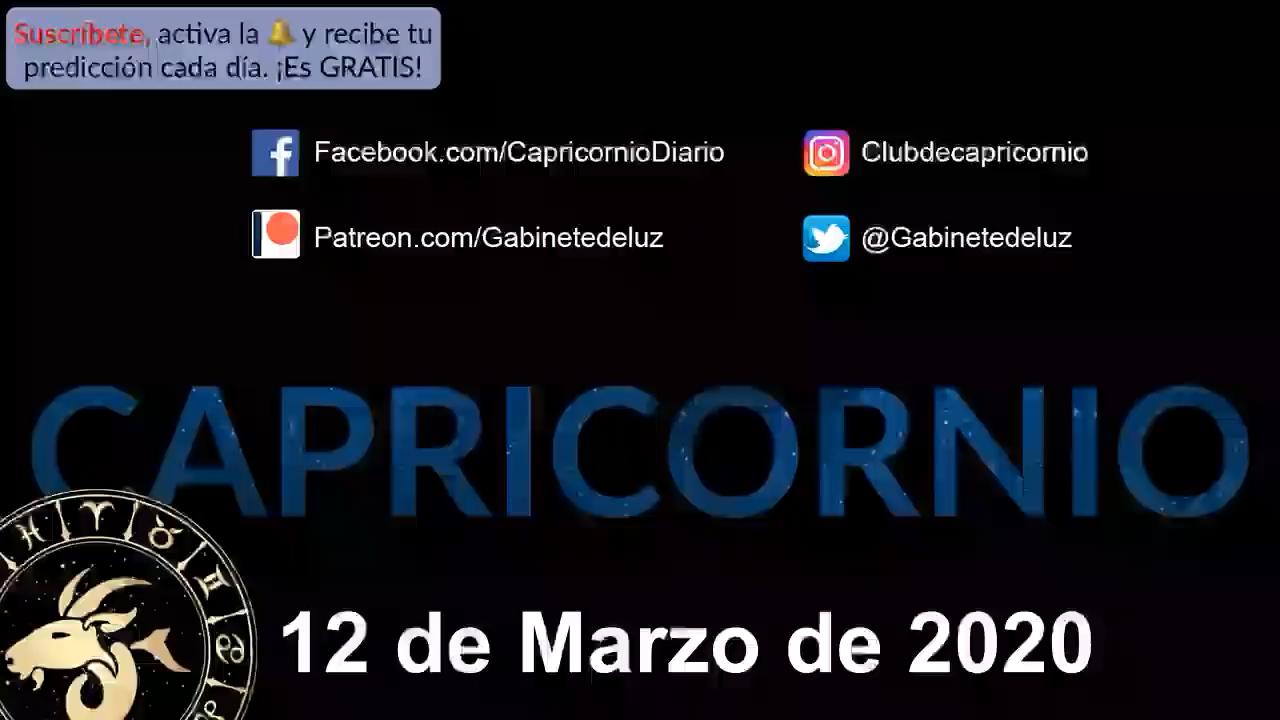 Suscríbete, activa la 🔔 y recibe tu
predicción cada día. ¡Es GRATIS!
Facebook.com/CapricornioDiario
Clubdecapricornio
Patreon.com/Gabinetedeluz
@Gabinetedeluz
CAPRICORNIO
12 de Marzo de 2020